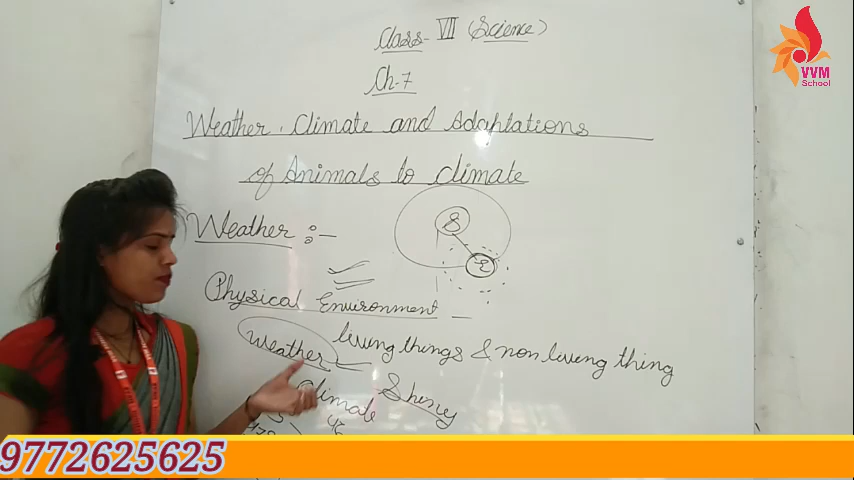 Class- VII (Science)
Ch-7
Weather, Climate and Adaptations
of Animals to climate
Weather :-
S
E
Physical Environment -
Weather living things & non living thing
Climate
VVM
School
9772625625